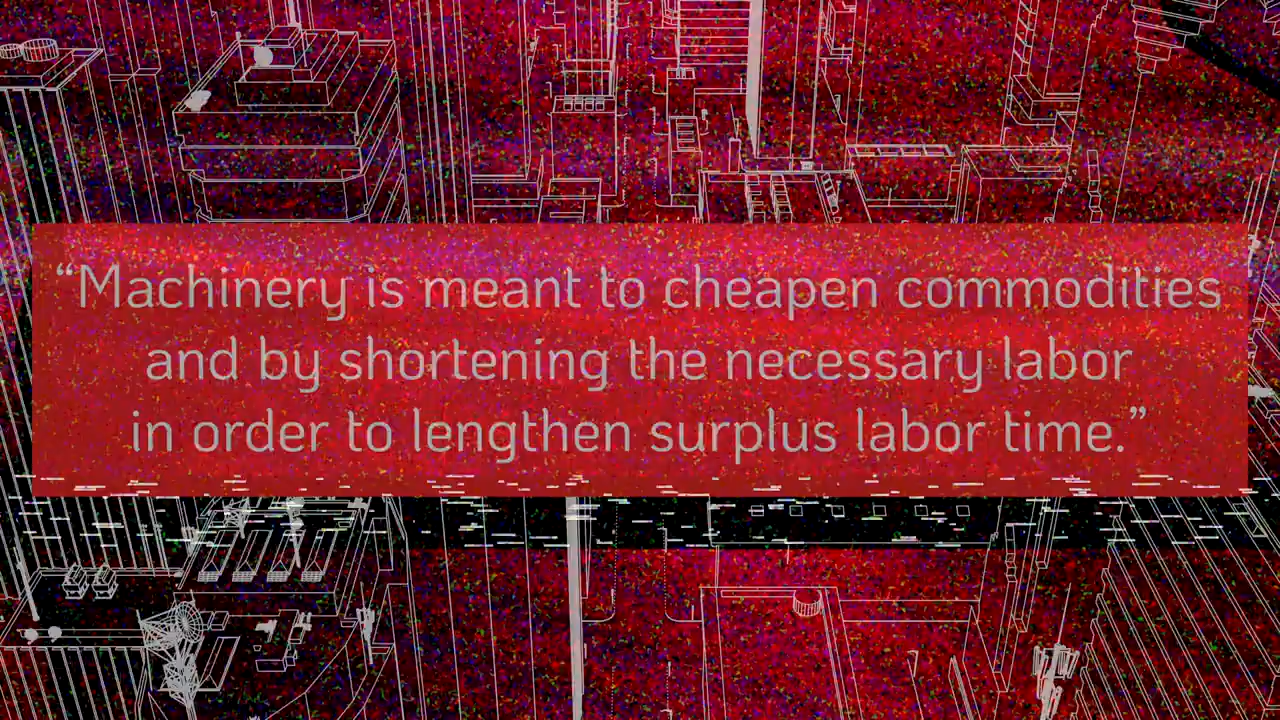 “Machinery is meant to cheapen commodities
and by shortening the necessary labor
in order to lengthen surplus labor time.”